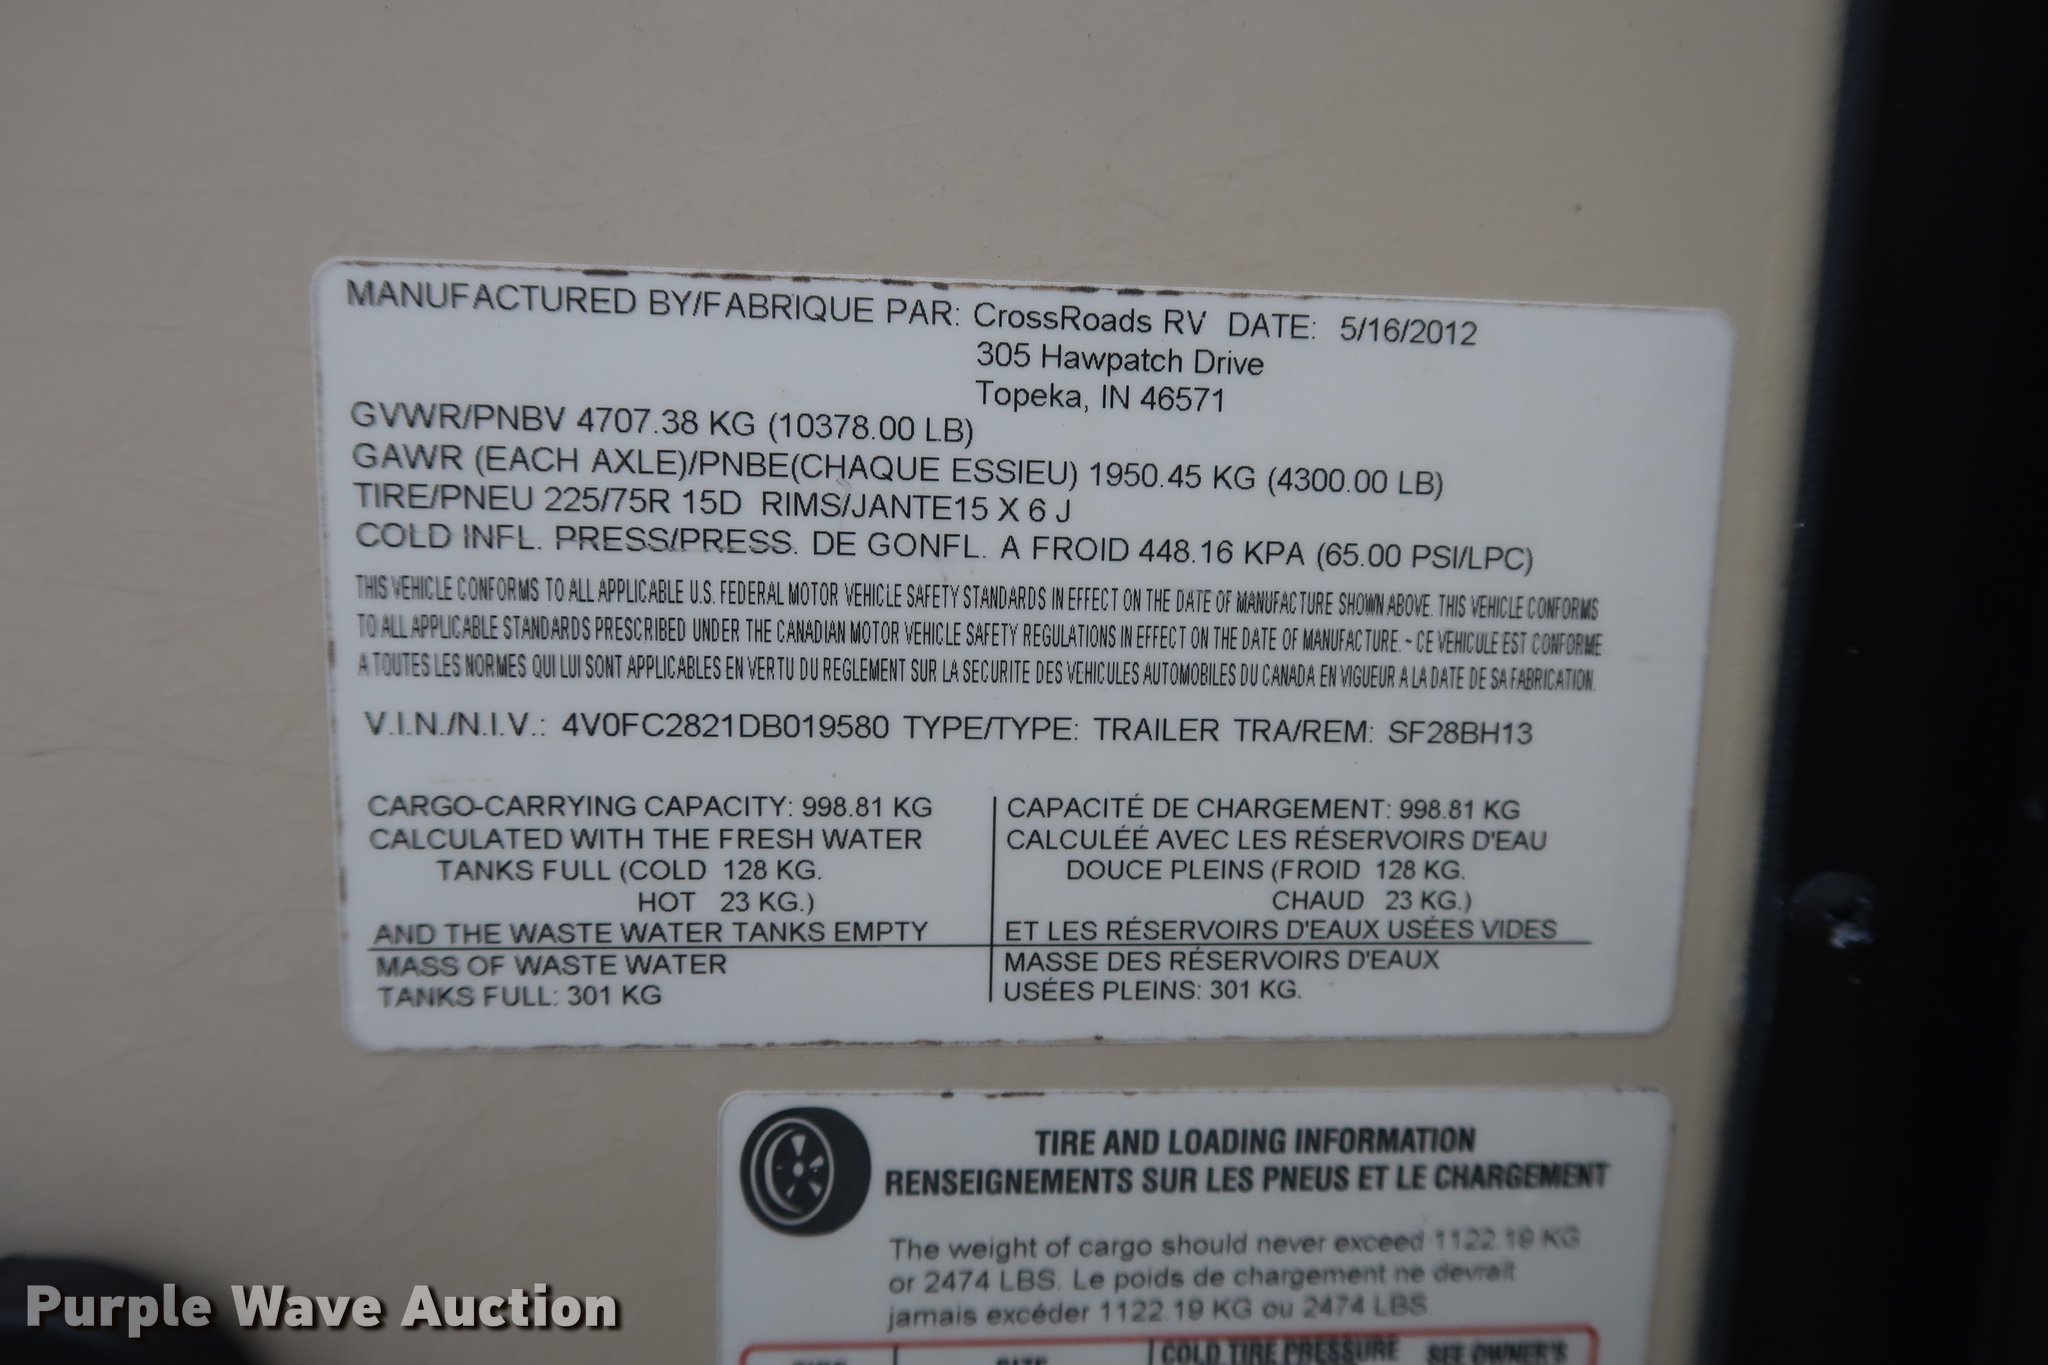 MANUFACTURED BY/FABRIQUE PAR: CrossRoads RV DATE: 5/16/2012
305 Hawpatch Drive
Topeka, IN 46571
GVWR/PNBV 4707.38 KG (10378.00 LB)
GAWR (EACH AXLE)/PNBE(CHAQUE ESSIEU) 1950.45 KG (4300.00 LB)
TIRE/PNEU 225/75R 15D RIMS/JANTE15 X 6 J
COLD INFL. PRESS/PRESS. DE GONFL. A FROID 448.16 KPA (65.00 PSI/LPC)
THIS VEHICLE CONFORMS TO ALL APPLICABLE U.S. FEDERAL MOTOR VEHICLE SAFETY STANDARDS IN EFFECT ON THE DATE OF MANUFACTURE SHOWN ABOVE. THIS VEHICLE CONFORMS
TO ALL APPLICABLE STANDARDS PRESCRIBED UNDER THE CANADIAN MOTOR VEHICLE SAFETY REGULATIONS IN EFFECT ON THE DATE OF MANUFACTURE. ~ CE VEHICULE EST CONFORME
A TOUTES LES NORMES QUI LUI SONT APPLICABLES EN VERTU DU REGLEMENT SUR LA SECURITE DES VEHICULES AUTOMOBILES DU CANADA EN VIGUEUR A LA DATE DE SA FABRICATION.
V.I.N./N.I.V.: 4V0FC2821DB019580 TYPE/TYPE: TRAILER TRA/REM: SF28BH13
CARGO-CARRYING CAPACITY: 998.81 KG
CALCULATED WITH THE FRESH WATER
TANKS FULL (COLD 128 KG.
HOT 23 KG.)
AND THE WASTE WATER TANKS EMPTY
MASS OF WASTE WATER
TANKS FULL: 301 KG
CAPACITÉ DE CHARGEMENT: 998.81 KG
CALCULÉÉ AVEC LES RÉSERVOIRS D'EAU
DOUCE PLEINS (FROID 128 KG.
CHAUD 23 KG.)
ET LES RÉSERVOIRS D'EAUX USÉES VIDES
MASSE DES RÉSERVOIRS D'EAUX
USÉES PLEINS: 301 KG.
TIRE AND LOADING INFORMATION
RENSEIGNEMENTS SUR LES PNEUS ET LE CHARGEMENT
The weight of cargo should never exceed 1122.19 KG
or 2474 LBS. Le poids de chargement ne devrait
jamais excéder 1122.19 KG ou 2474 LBS.
TIRE SIZE COLD TIRE PRESSURE SEE OWNER'S
Purple Wave Auction